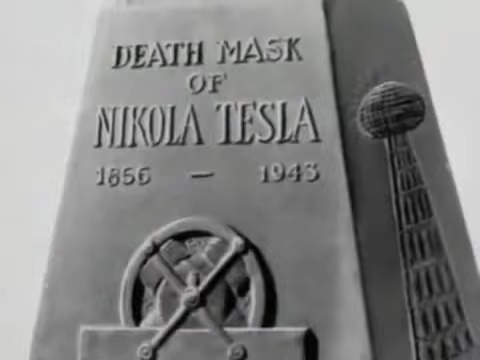 DEATH MASK
OF
NIKOLA TESLA
1856 — 1943